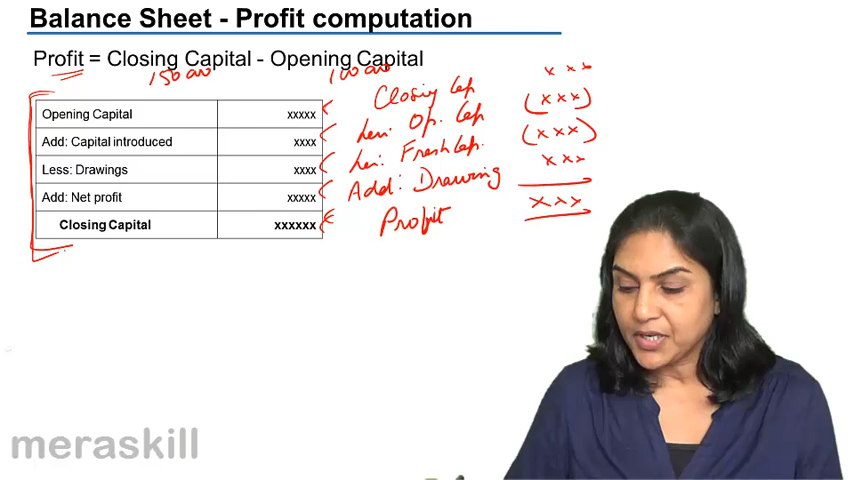 Balance Sheet - Profit computation
Profit = Closing Capital - Opening Capital
150 000 100 000
Opening Capital xxxxx
Add: Capital introduced xxxx
Less: Drawings xxxx
Add: Net profit xxxxx
Closing Capital xxxxxx
Closing Cap xxx
Less: Op. Cap (xxx)
Less: Fresh Cap. (xxx)
Add: Drawing xxx
Profit xxx
meraskill